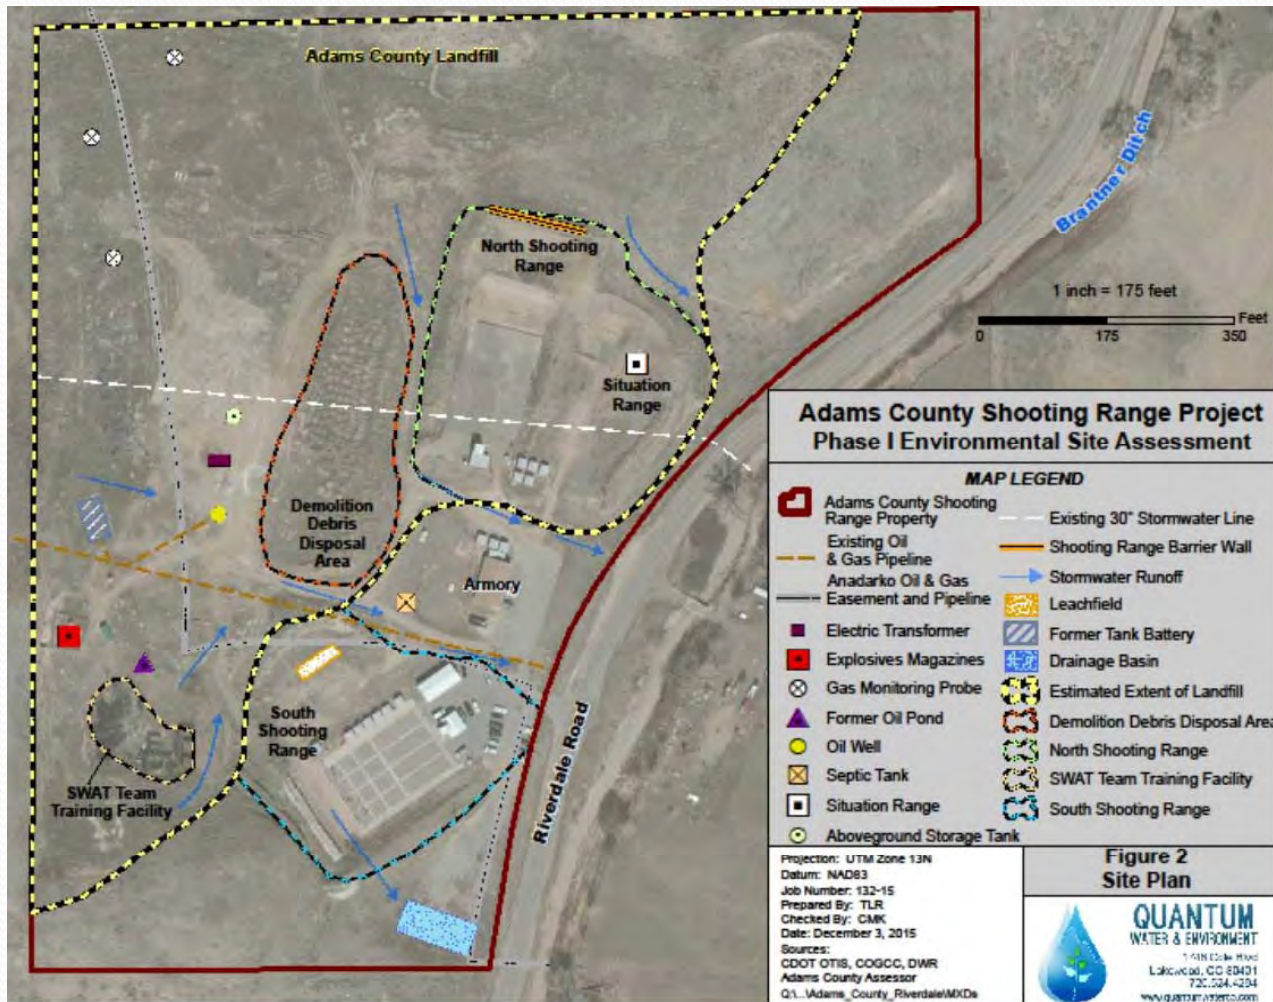 Adams County Landfill
Brantner Ditch
North Shooting
Range
1 inch = 175 feet
Feet
0
175
350
Situation
Range
Demolition
Debris
Disposal
Area
Armory
South
Shooting
Range
SWAT Team
Training Facility
Riverdale Road
Adams County Shooting Range Project
Phase I Environmental Site Assessment
MAP LEGEND
Adams County Shooting
Range Property
Existing Oil
& Gas Pipeline
Anadarko Oil & Gas
Easement and Pipeline
Electric Transformer
Explosives Magazines
Gas Monitoring Probe
Former Oil Pond
Oil Well
Septic Tank
Situation Range
Aboveground Storage Tank
Existing 30" Stormwater Line
Shooting Range Barrier Wall
Stormwater Runoff
Leachfield
Former Tank Battery
Drainage Basin
Estimated Extent of Landfill
Demolition Debris Disposal Area
North Shooting Range
SWAT Team Training Facility
South Shooting Range
Projection: UTM Zone 13N
Datum: NAD83
Job Number: 132-15
Prepared By: TLR
Checked By: CMK
Date: December 3, 2015
Sources:
CDOT OTIS, COGCC, DWR
Adams County Assessor
Q:\...\Adams_County_Riverdale\MXDs
Figure 2
Site Plan
QUANTUM
WATER & ENVIRONMENT
Cole Blvd
Lakewood, CO 80401
720.524.4294